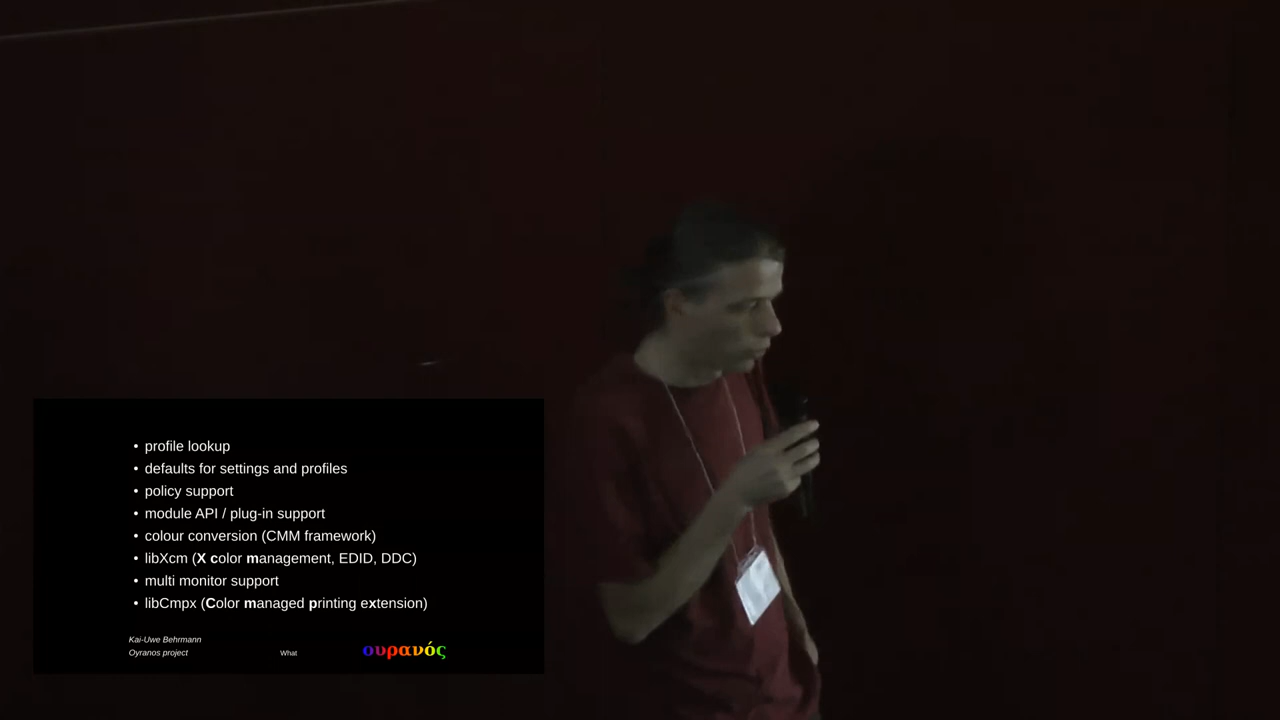 • profile lookup
• defaults for settings and profiles
• policy support
• module API / plug-in support
• colour conversion (CMM framework)
• libXcm (X color management, EDID, DDC)
• multi monitor support
• libCmpx (Color managed printing extension)
Kai-Uwe Behrmann
Oyranos project
What
ουρανός